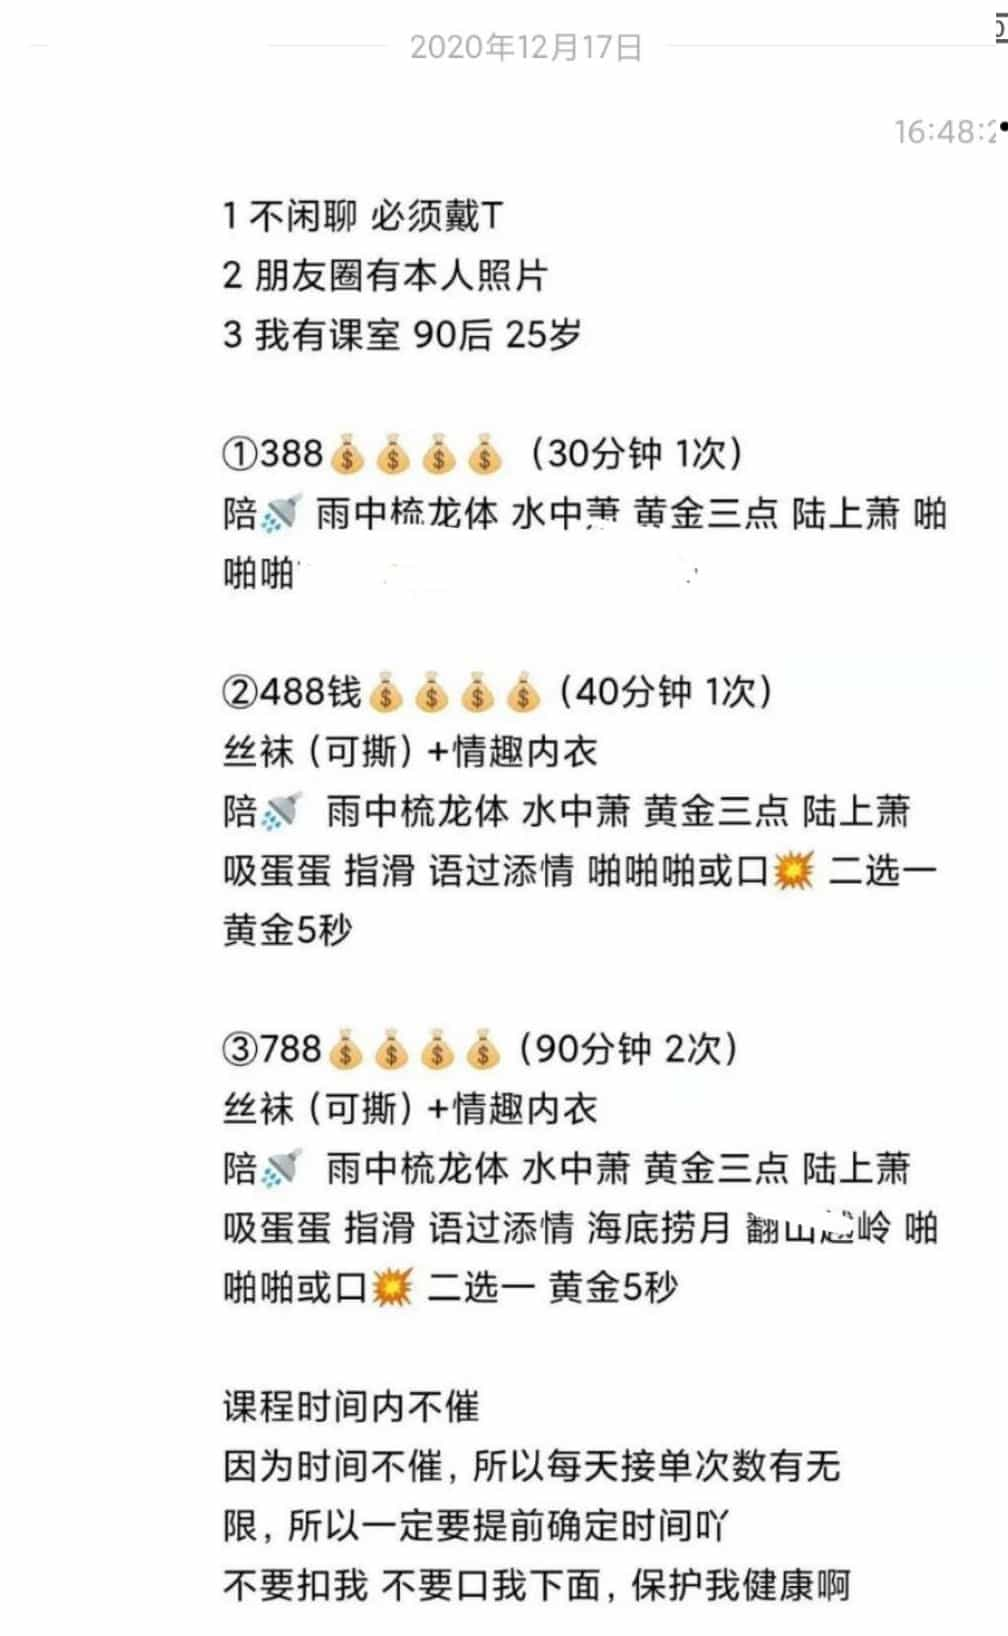 2020年12月17日
16:48:
1 不闲聊 必须戴T
2 朋友圈有本人照片
3 我有课室 90后 25岁
①388💰💰💰💰（30分钟 1次）
陪🚿 雨中梳龙体 水中萧 黄金三点 陆上萧 啪
啪啪
②488钱💰💰💰💰（40分钟 1次）
丝袜（可撕）+情趣内衣
陪🚿 雨中梳龙体 水中萧 黄金三点 陆上萧
吸蛋蛋 指滑 语过添情 啪啪啪或口💥 二选一
黄金5秒
③788💰💰💰💰（90分钟 2次）
丝袜（可撕）+情趣内衣
陪🚿 雨中梳龙体 水中萧 黄金三点 陆上萧
吸蛋蛋 指滑 语过添情 海底捞月 翻山越岭 啪
啪啪或口💥 二选一 黄金5秒
课程时间内不催
因为时间不催，所以每天接单次数有无
限，所以一定要提前确定时间吖
不要扣我 不要口我下面，保护我健康啊